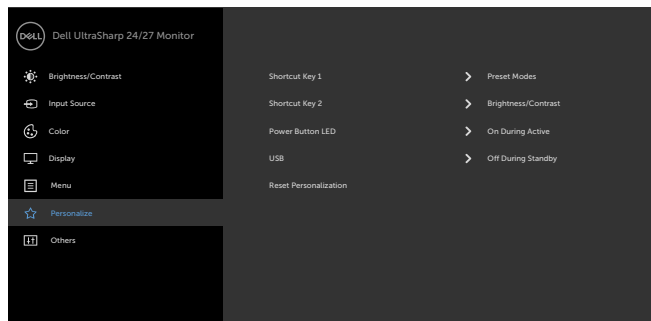 DELL Dell UltraSharp 24/27 Monitor
Brightness/Contrast Shortcut Key 1 Preset Modes
Input Source Shortcut Key 2 Brightness/Contrast
Color Power Button LED On During Active
Display USB Off During Standby
Menu Reset Personalization
Personalize
Others